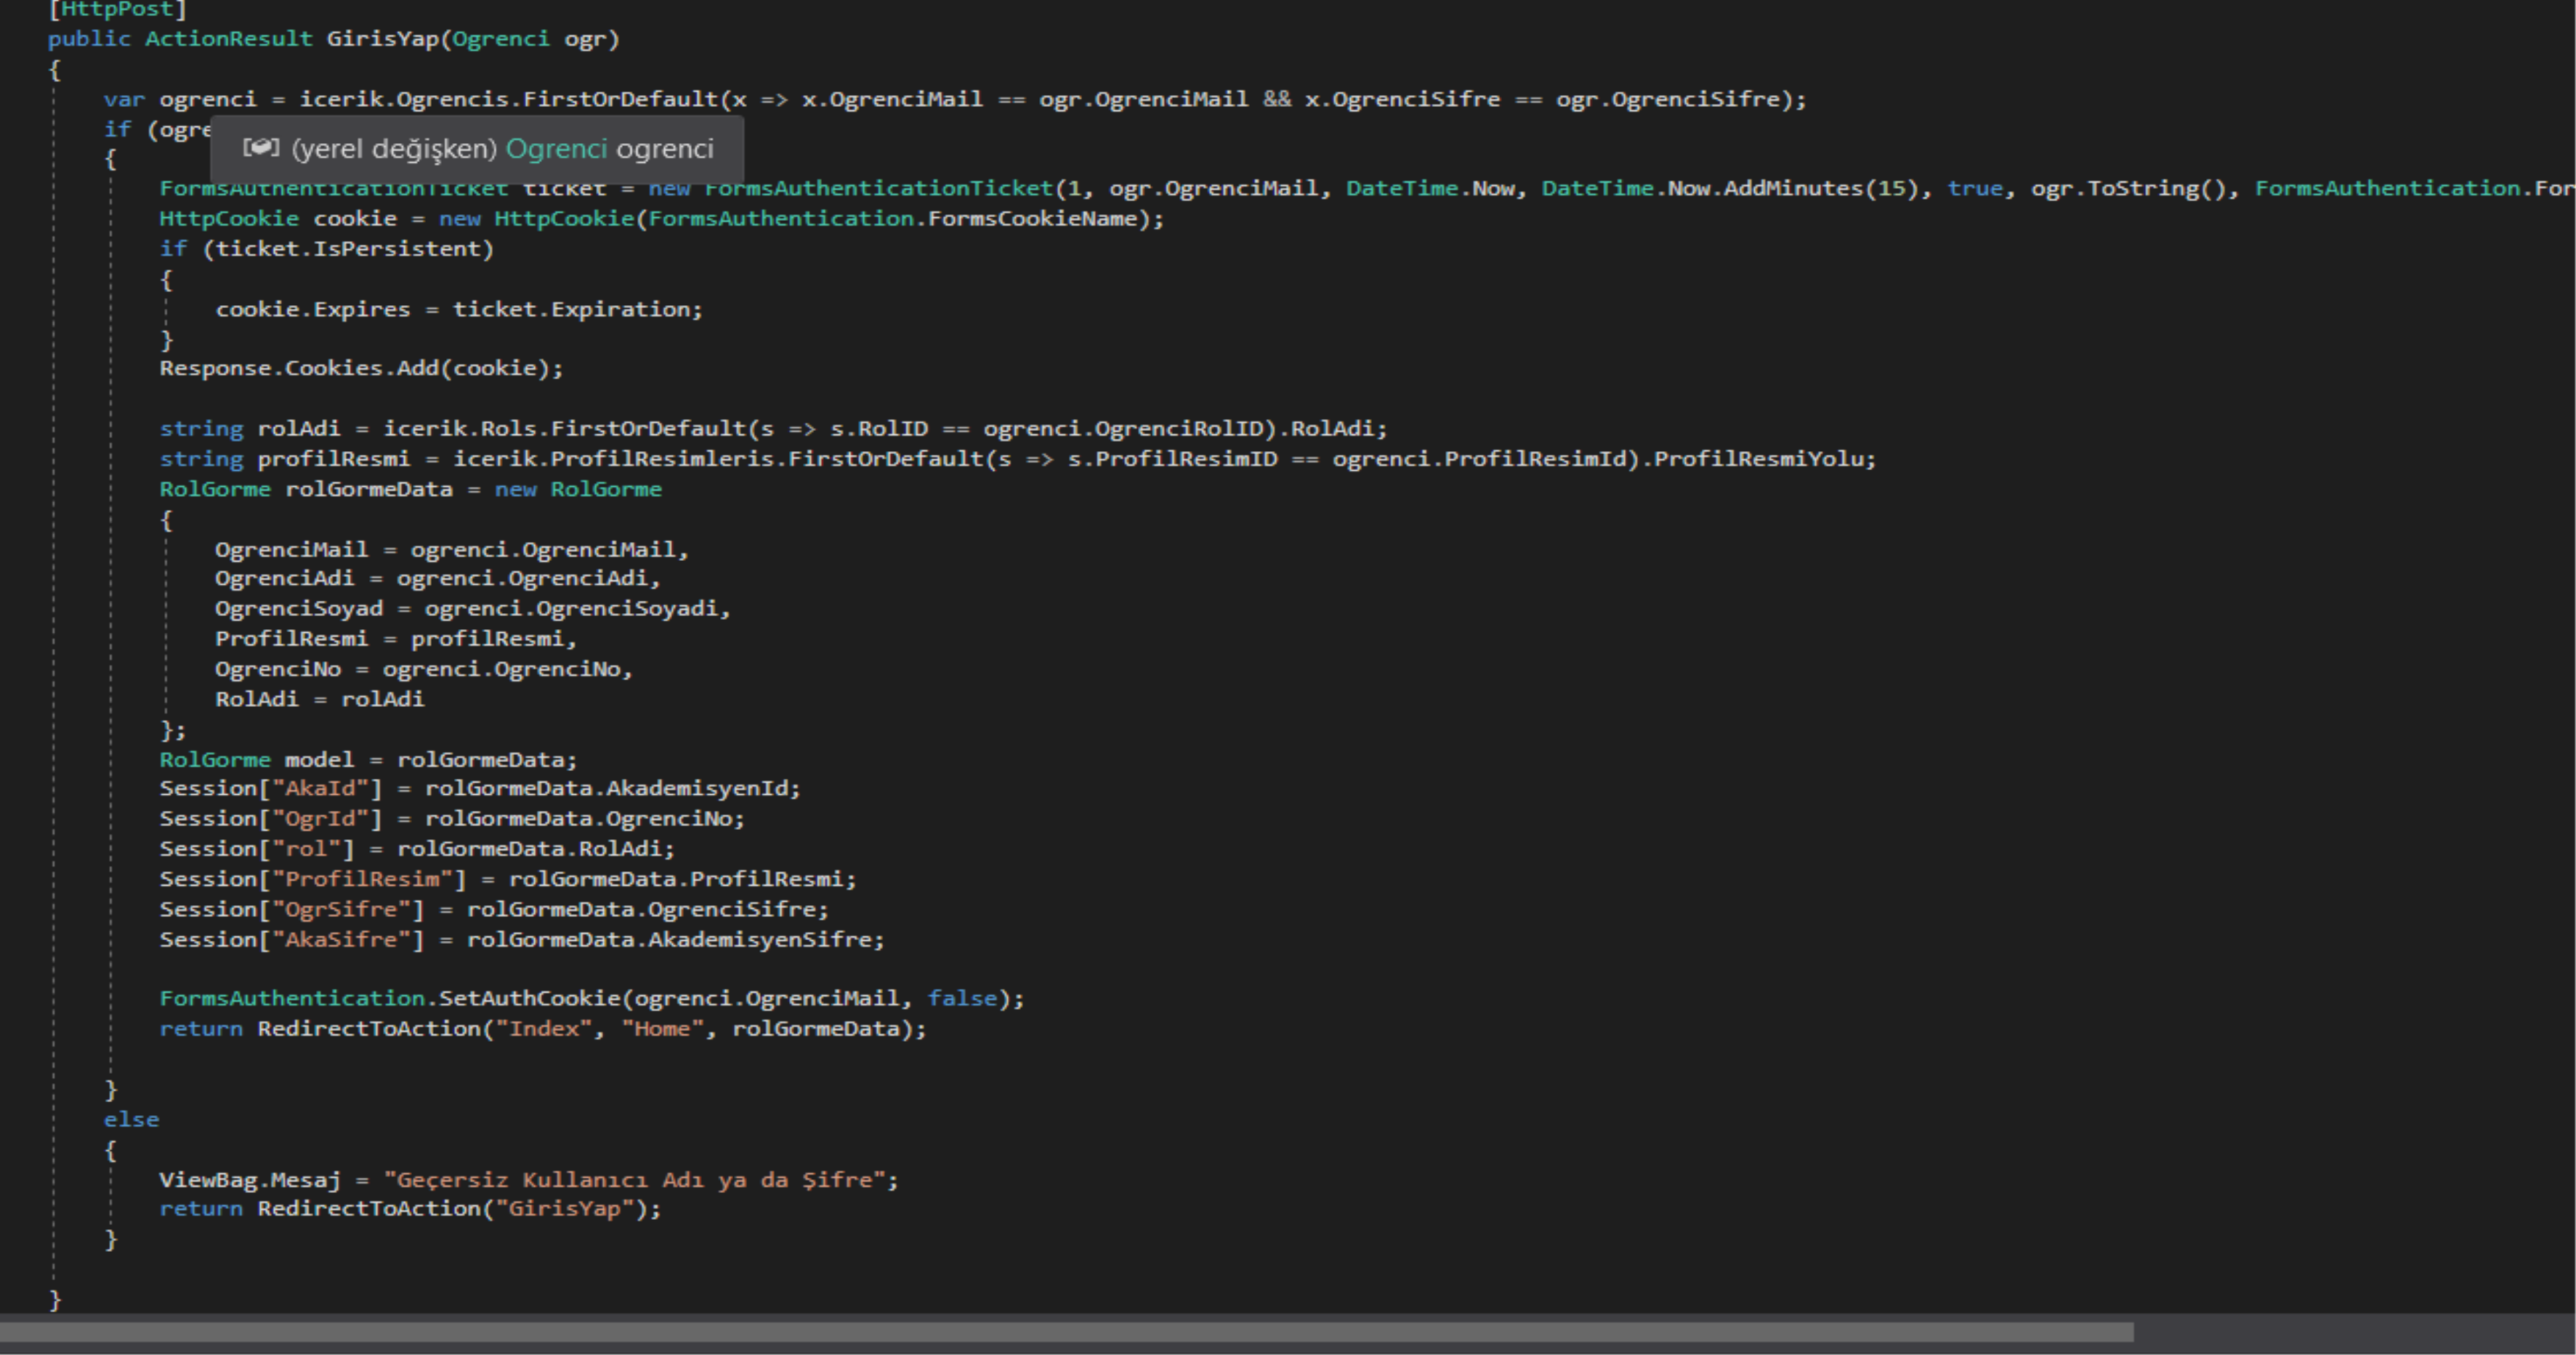 [HttpPost]
public ActionResult GirisYap(Ogrenci ogr)
{
var ogrenci = icerik.Ogrencis.FirstOrDefault(x => x.OgrenciMail == ogr.OgrenciMail && x.OgrenciSifre == ogr.OgrenciSifre);
if (ogre
(yerel değişken) Ogrenci ogrenci
{
FormsAuthenticationTicket ticket = new FormsAuthenticationTicket(1, ogr.OgrenciMail, DateTime.Now, DateTime.Now.AddMinutes(15), true, ogr.ToString(), FormsAuthentication.For
HttpCookie cookie = new HttpCookie(FormsAuthentication.FormsCookieName);
if (ticket.IsPersistent)
{
cookie.Expires = ticket.Expiration;
}
Response.Cookies.Add(cookie);
string rolAdi = icerik.Rols.FirstOrDefault(s => s.RolID == ogrenci.OgrenciRolID).RolAdi;
string profilResmi = icerik.ProfilResimleris.FirstOrDefault(s => s.ProfilResimID == ogrenci.ProfilResimId).ProfilResmiYolu;
RolGorme rolGormeData = new RolGorme
{
OgrenciMail = ogrenci.OgrenciMail,
OgrenciAdi = ogrenci.OgrenciAdi,
OgrenciSoyad = ogrenci.OgrenciSoyadi,
ProfilResmi = profilResmi,
OgrenciNo = ogrenci.OgrenciNo,
RolAdi = rolAdi
};
RolGorme model = rolGormeData;
Session["AkaId"] = rolGormeData.AkademisyenId;
Session["OgrId"] = rolGormeData.OgrenciNo;
Session["rol"] = rolGormeData.RolAdi;
Session["ProfilResim"] = rolGormeData.ProfilResmi;
Session["OgrSifre"] = rolGormeData.OgrenciSifre;
Session["AkaSifre"] = rolGormeData.AkademisyenSifre;
FormsAuthentication.SetAuthCookie(ogrenci.OgrenciMail, false);
return RedirectToAction("Index", "Home", rolGormeData);
}
else
{
ViewBag.Mesaj = "Geçersiz Kullanıcı Adı ya da Şifre";
return RedirectToAction("GirisYap");
}
}